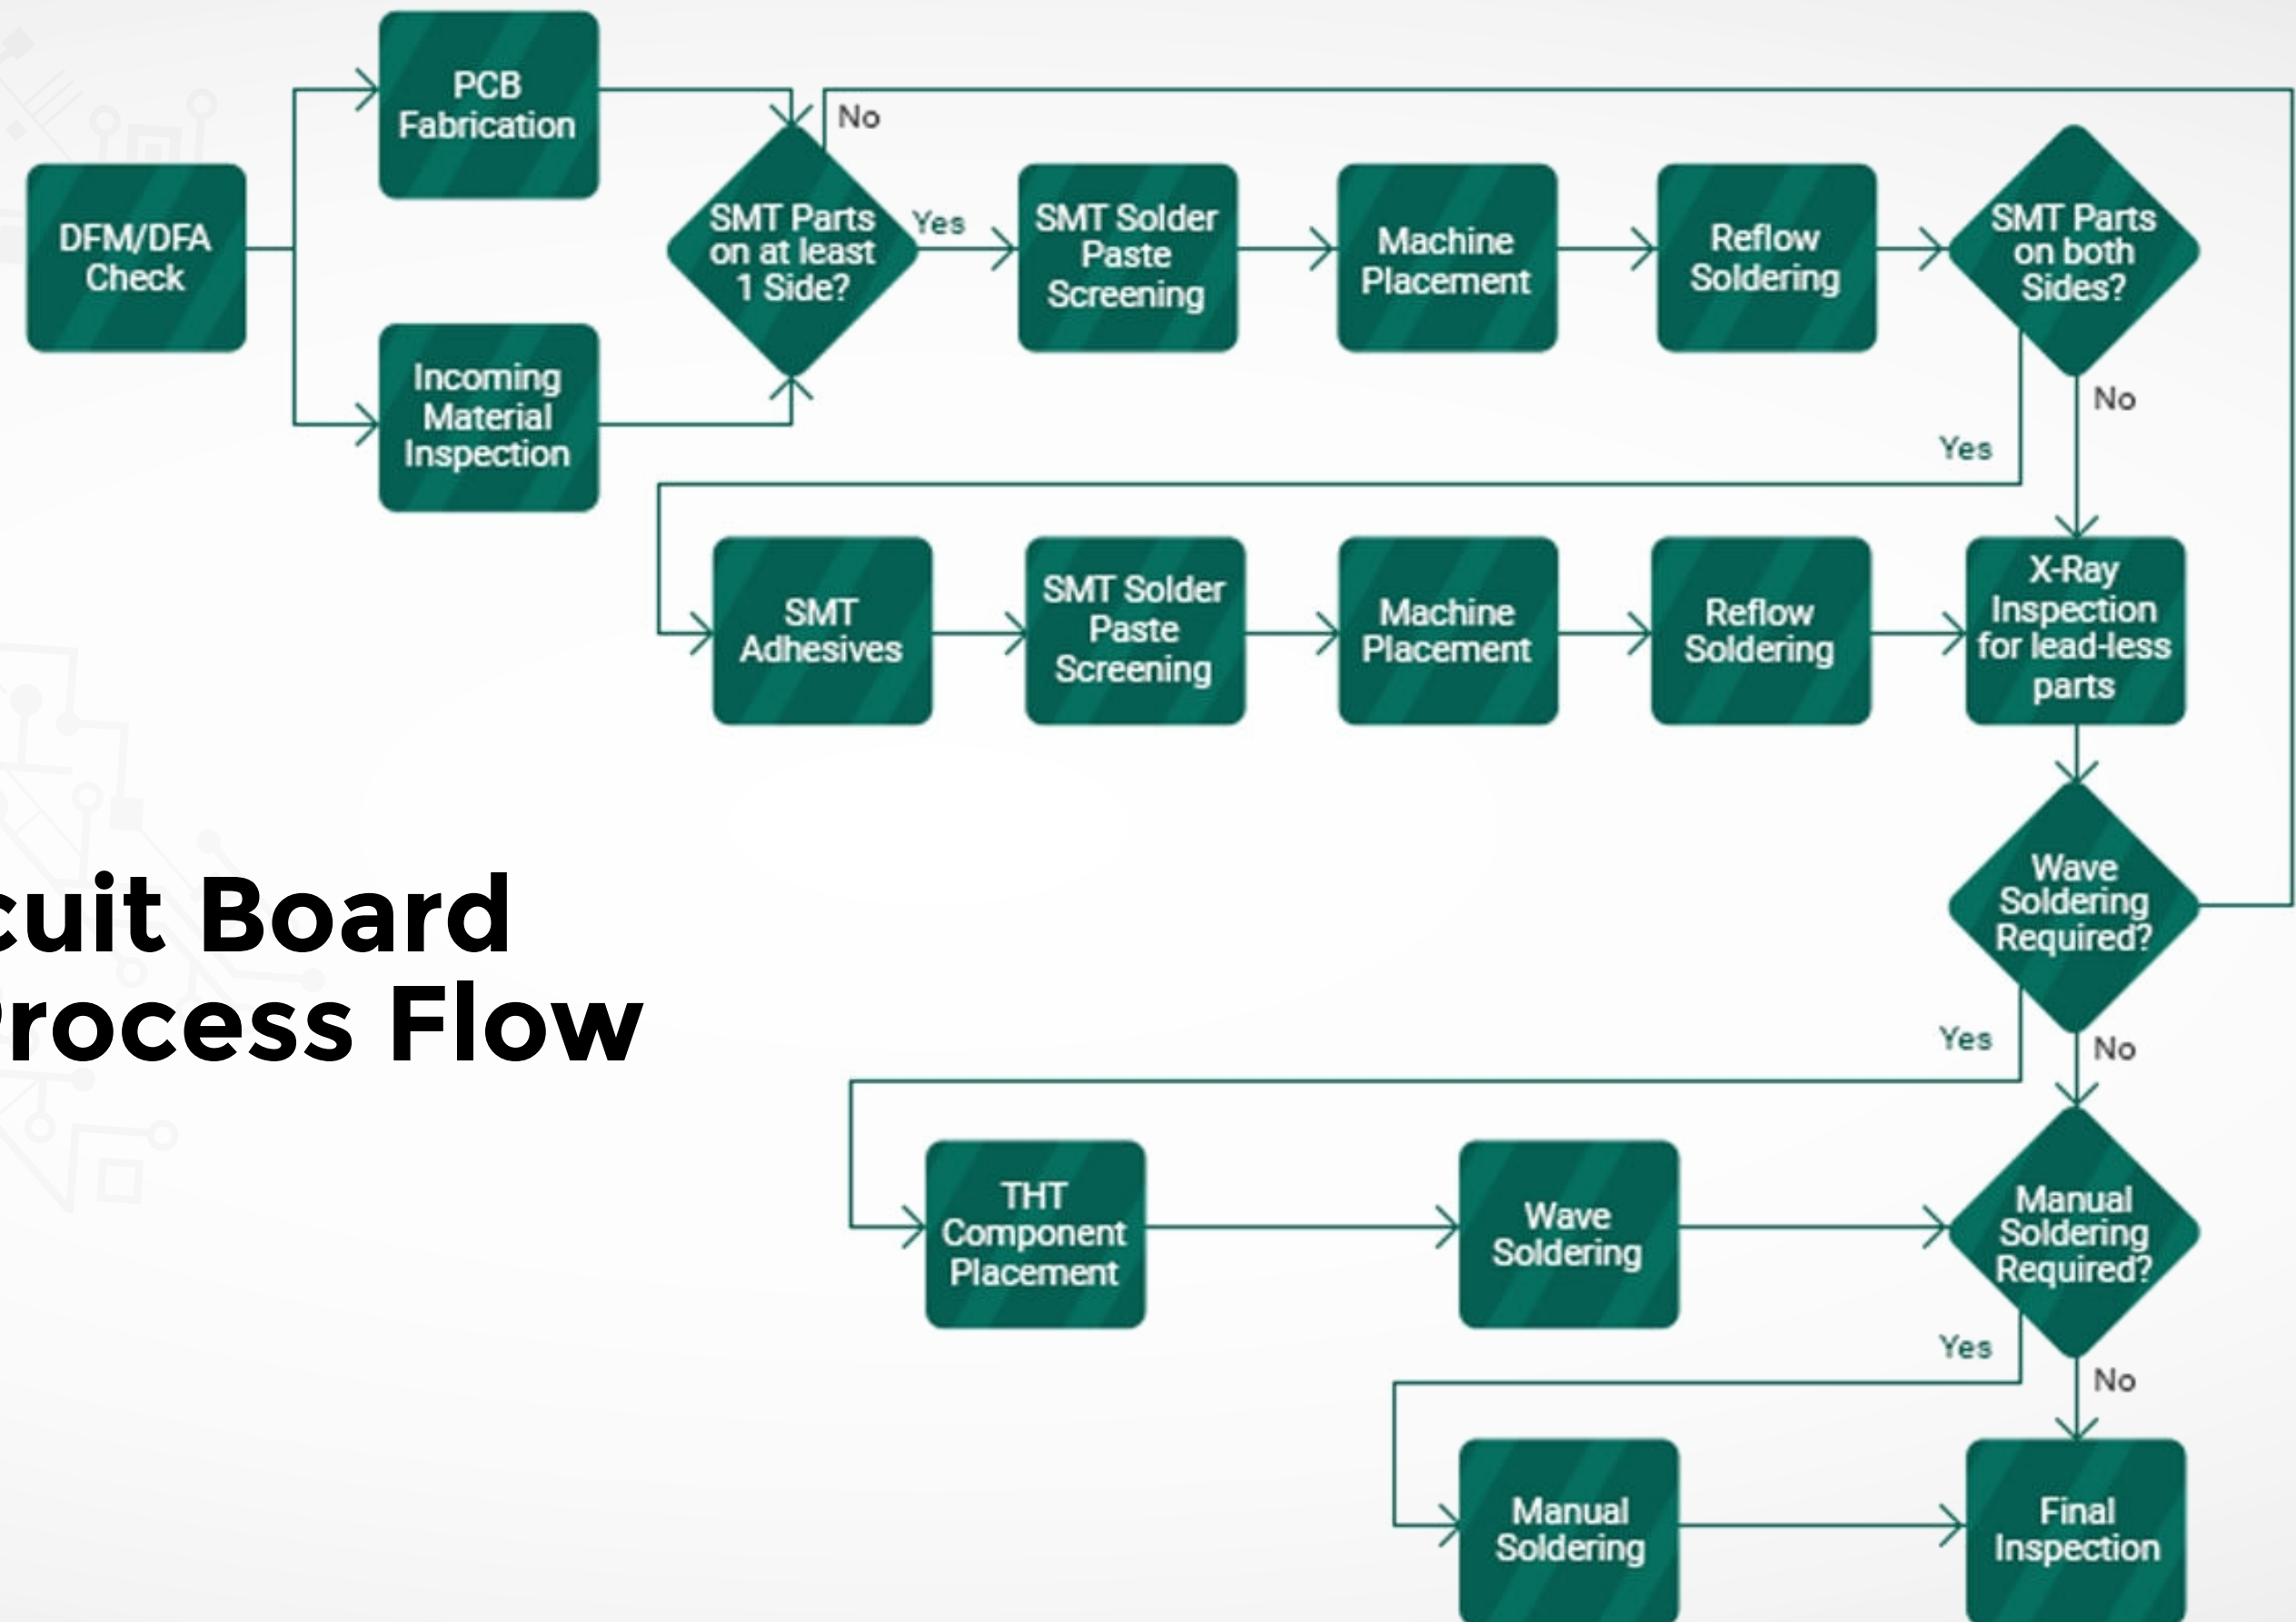 PCB
Fabrication
No
DFM/DFA
Check
SMT Parts
on at least
1 Side?
Yes
SMT Solder
Paste
Screening
Machine
Placement
Reflow
Soldering
SMT Parts
on both
Sides?
Incoming
Material
Inspection
No
Yes
SMT
Adhesives
SMT Solder
Paste
Screening
Machine
Placement
Reflow
Soldering
X-Ray
Inspection
for lead-less
parts
cuit Board
Process Flow
Wave
Soldering
Required?
Yes
No
THT
Component
Placement
Wave
Soldering
Manual
Soldering
Required?
Yes
No
Manual
Soldering
Final
Inspection